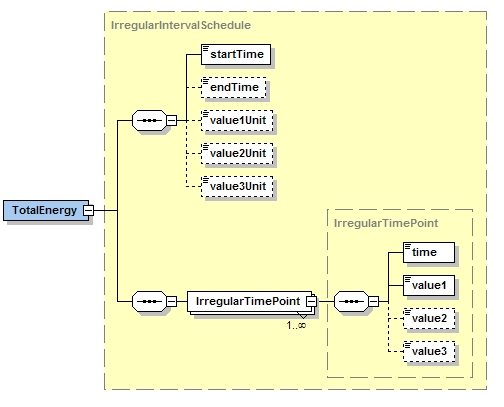 IrregularIntervalSchedule
startTime
endTime
value1Unit
value2Unit
value3Unit
TotalEnergy
IrregularTimePoint
time
IrregularTimePoint
value1
1..∞
value2
value3